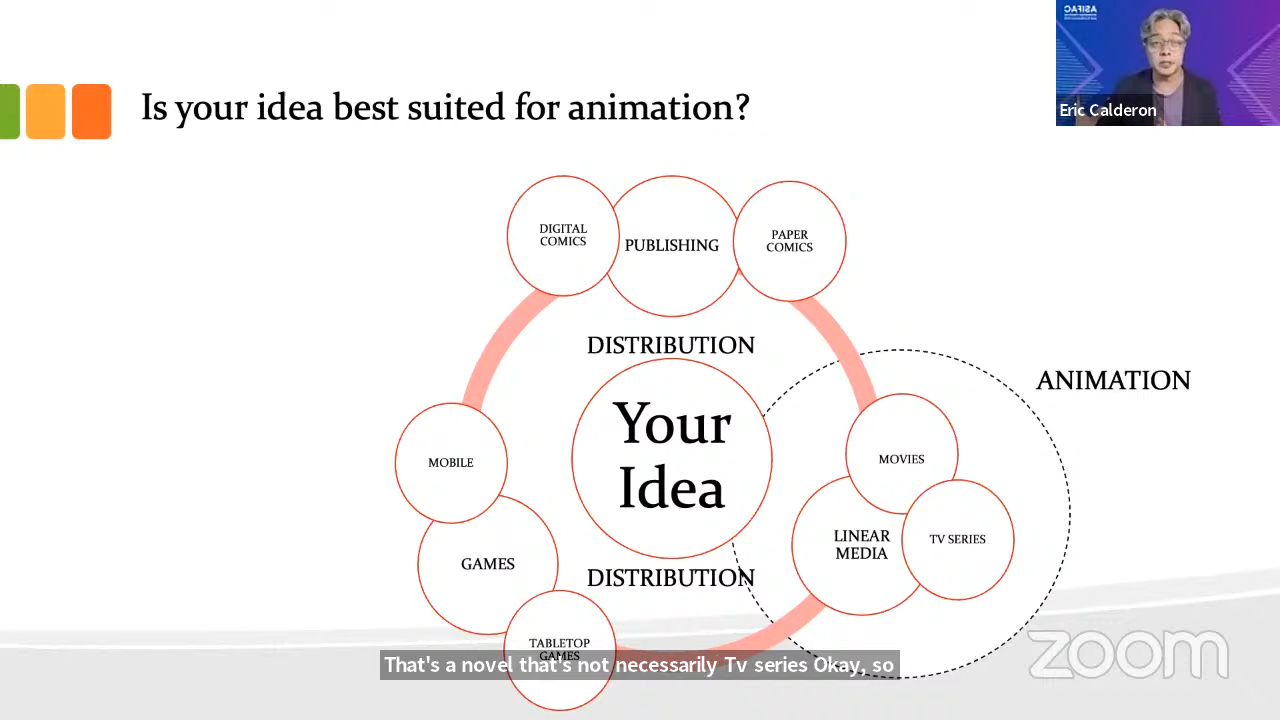 ASIFAC
Eric Calderon
Is your idea best suited for animation?
DIGITAL
COMICS
PUBLISHING
PAPER
COMICS
DISTRIBUTION
ANIMATION
Your
Idea
MOBILE
MOVIES
GAMES
LINEAR
MEDIA
TV SERIES
DISTRIBUTION
TABLETOP
GAMES
That's a novel that's not necessarily Tv series Okay, so
zoom